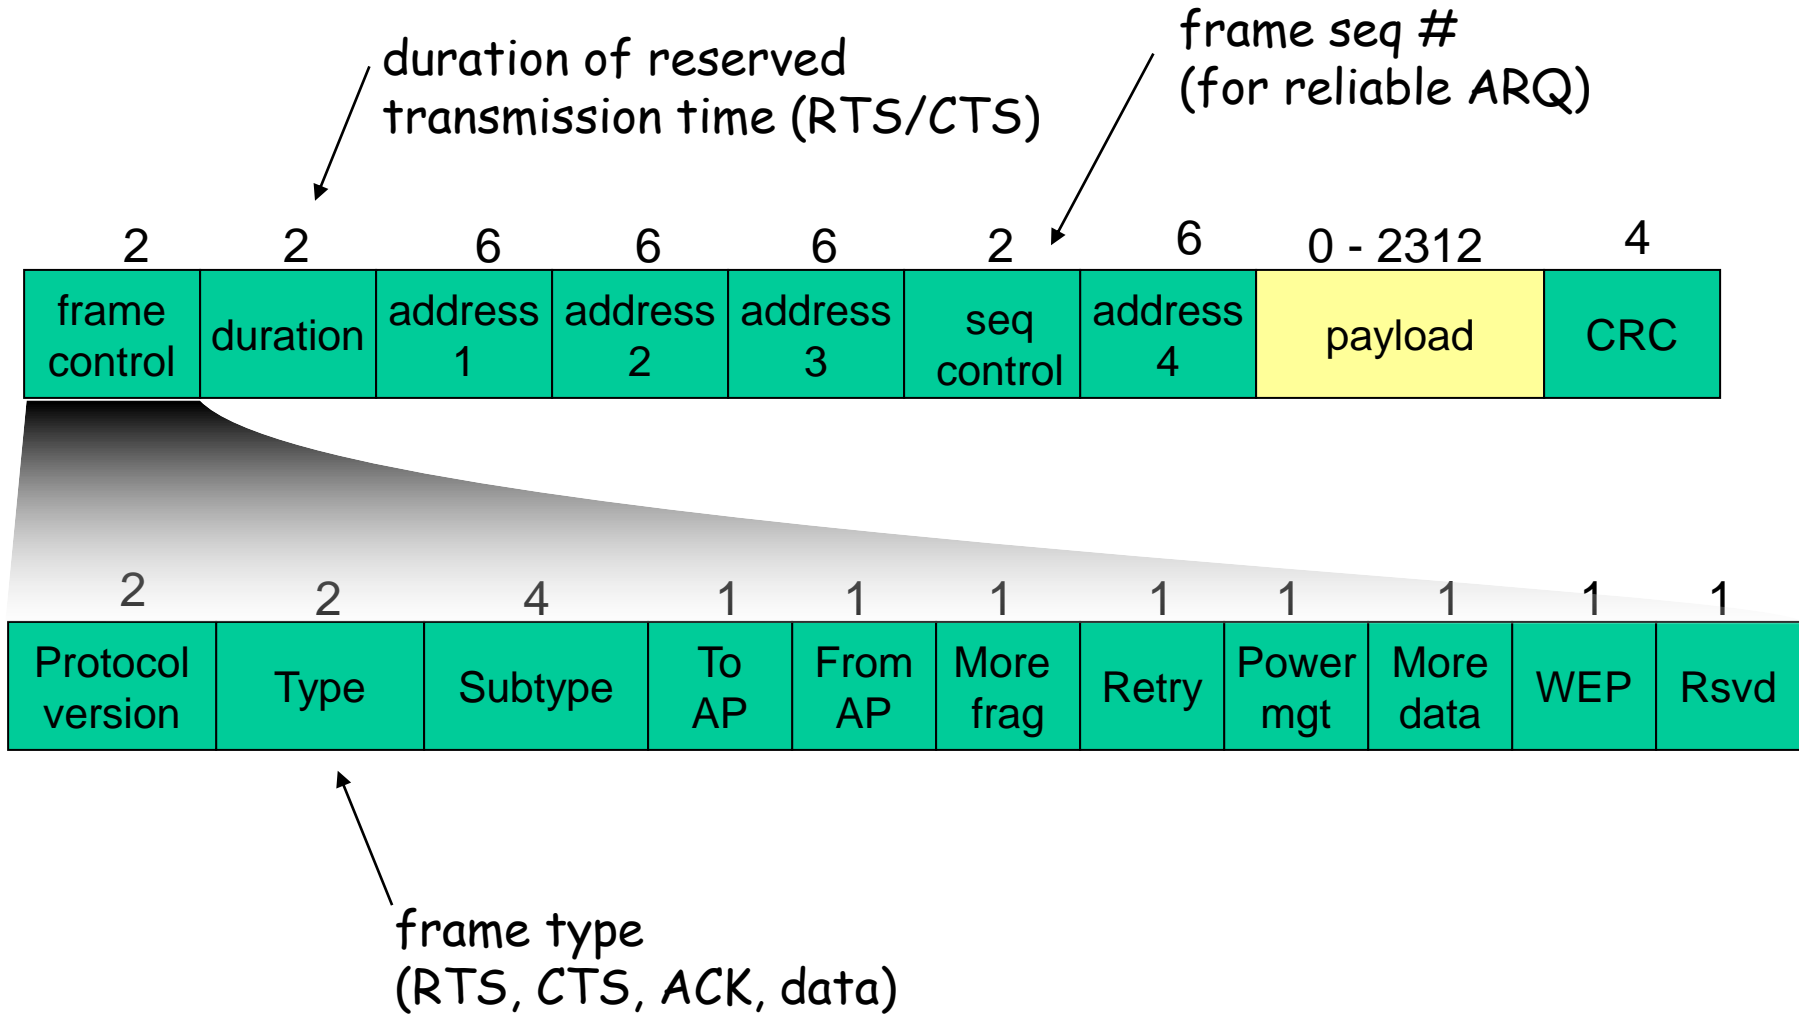 duration of reserved
transmission time (RTS/CTS)
frame seq #
(for reliable ARQ)
2 2 6 6 6 2 6 0 - 2312 4
frame control duration address 1 address 2 address 3 seq control address 4 payload CRC
2 2 4 1 1 1 1 1 1 1 1
Protocol version Type Subtype To AP From AP More frag Retry Power mgt More data WEP Rsvd
frame type
(RTS, CTS, ACK, data)